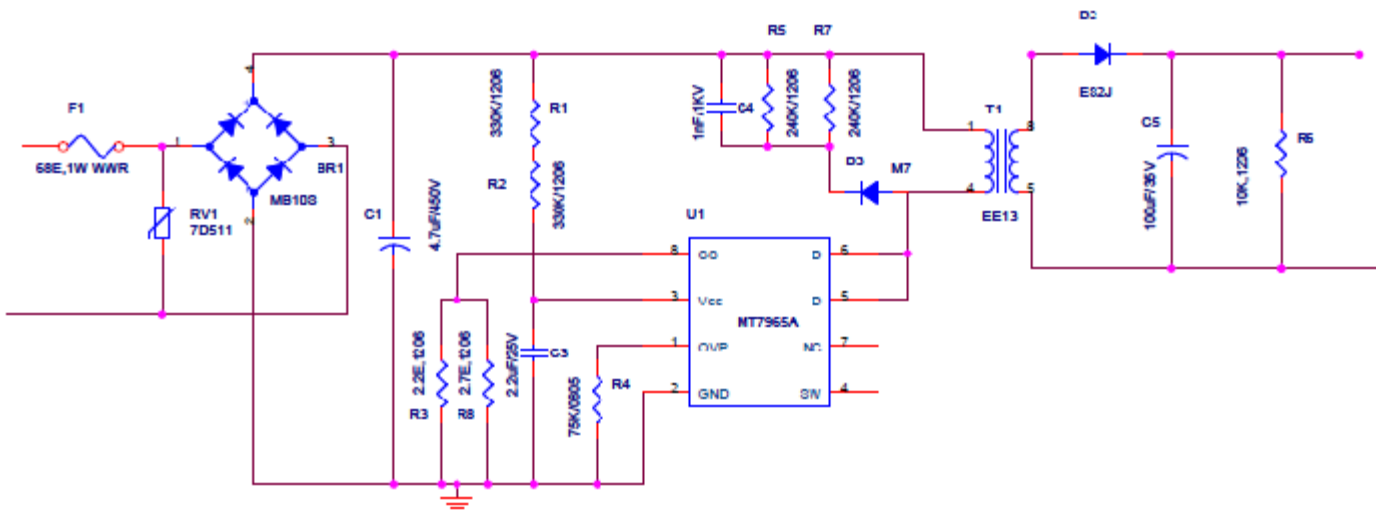 F1
68E,1W WWR
RV1
7D511
1
4
3
2
BR1
MB10S
C1
4.7uF/450V
330K/1206
R1
R2
330K/1206
R5
R7
1nF/1KV
C4
240K/1206
240K/1206
D3
M7
T1
1
4
8
5
EE13
D2
ES2J
C5
100uF/35V
10K,1206
R6
U1
8
3
1
2
CS
Vcc
OVP
GND
MT7965A
D
D
NC
SW
6
5
7
4
2.2E,1206
R3
2.7E,1206
R8
2.2uF/25V
C3
75K/0805
R4